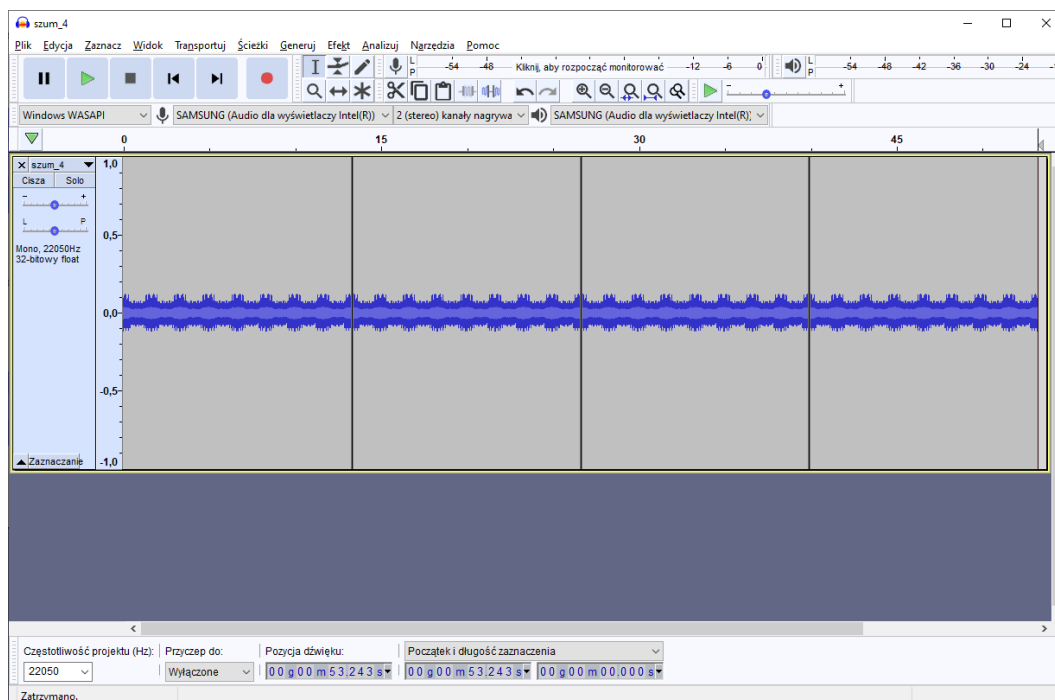 szum_4
Plik Edycja Zaznacz Widok Transportuj Ścieżki Generuj Efekt Analizuj Narzędzia Pomoc
L P -54 -48 Kliknij, aby rozpocząć monitorować -12 -6 0 L P -54 -48 -42 -36 -30 -24
- +
Windows WASAPI SAMSUNG (Audio dla wyświetlaczy Intel(R)) 2 (stereo) kanały nagrywa SAMSUNG (Audio dla wyświetlaczy Intel(R))
0 15 30 45
szum_4 1,0
Cisza Solo
- +
L P
0,5
Mono, 22050Hz
32-bitowy float
0,0
-0,5
Zaznaczanie -1,0
Częstotliwość projektu (Hz): Przyczep do: Pozycja dźwięku: Początek i długość zaznaczenia
22050 Wyłączone 00 g 00 m 53,243 s 00 g 00 m 53,243 s 00 g 00 m 00,000 s
Zatrzymano.